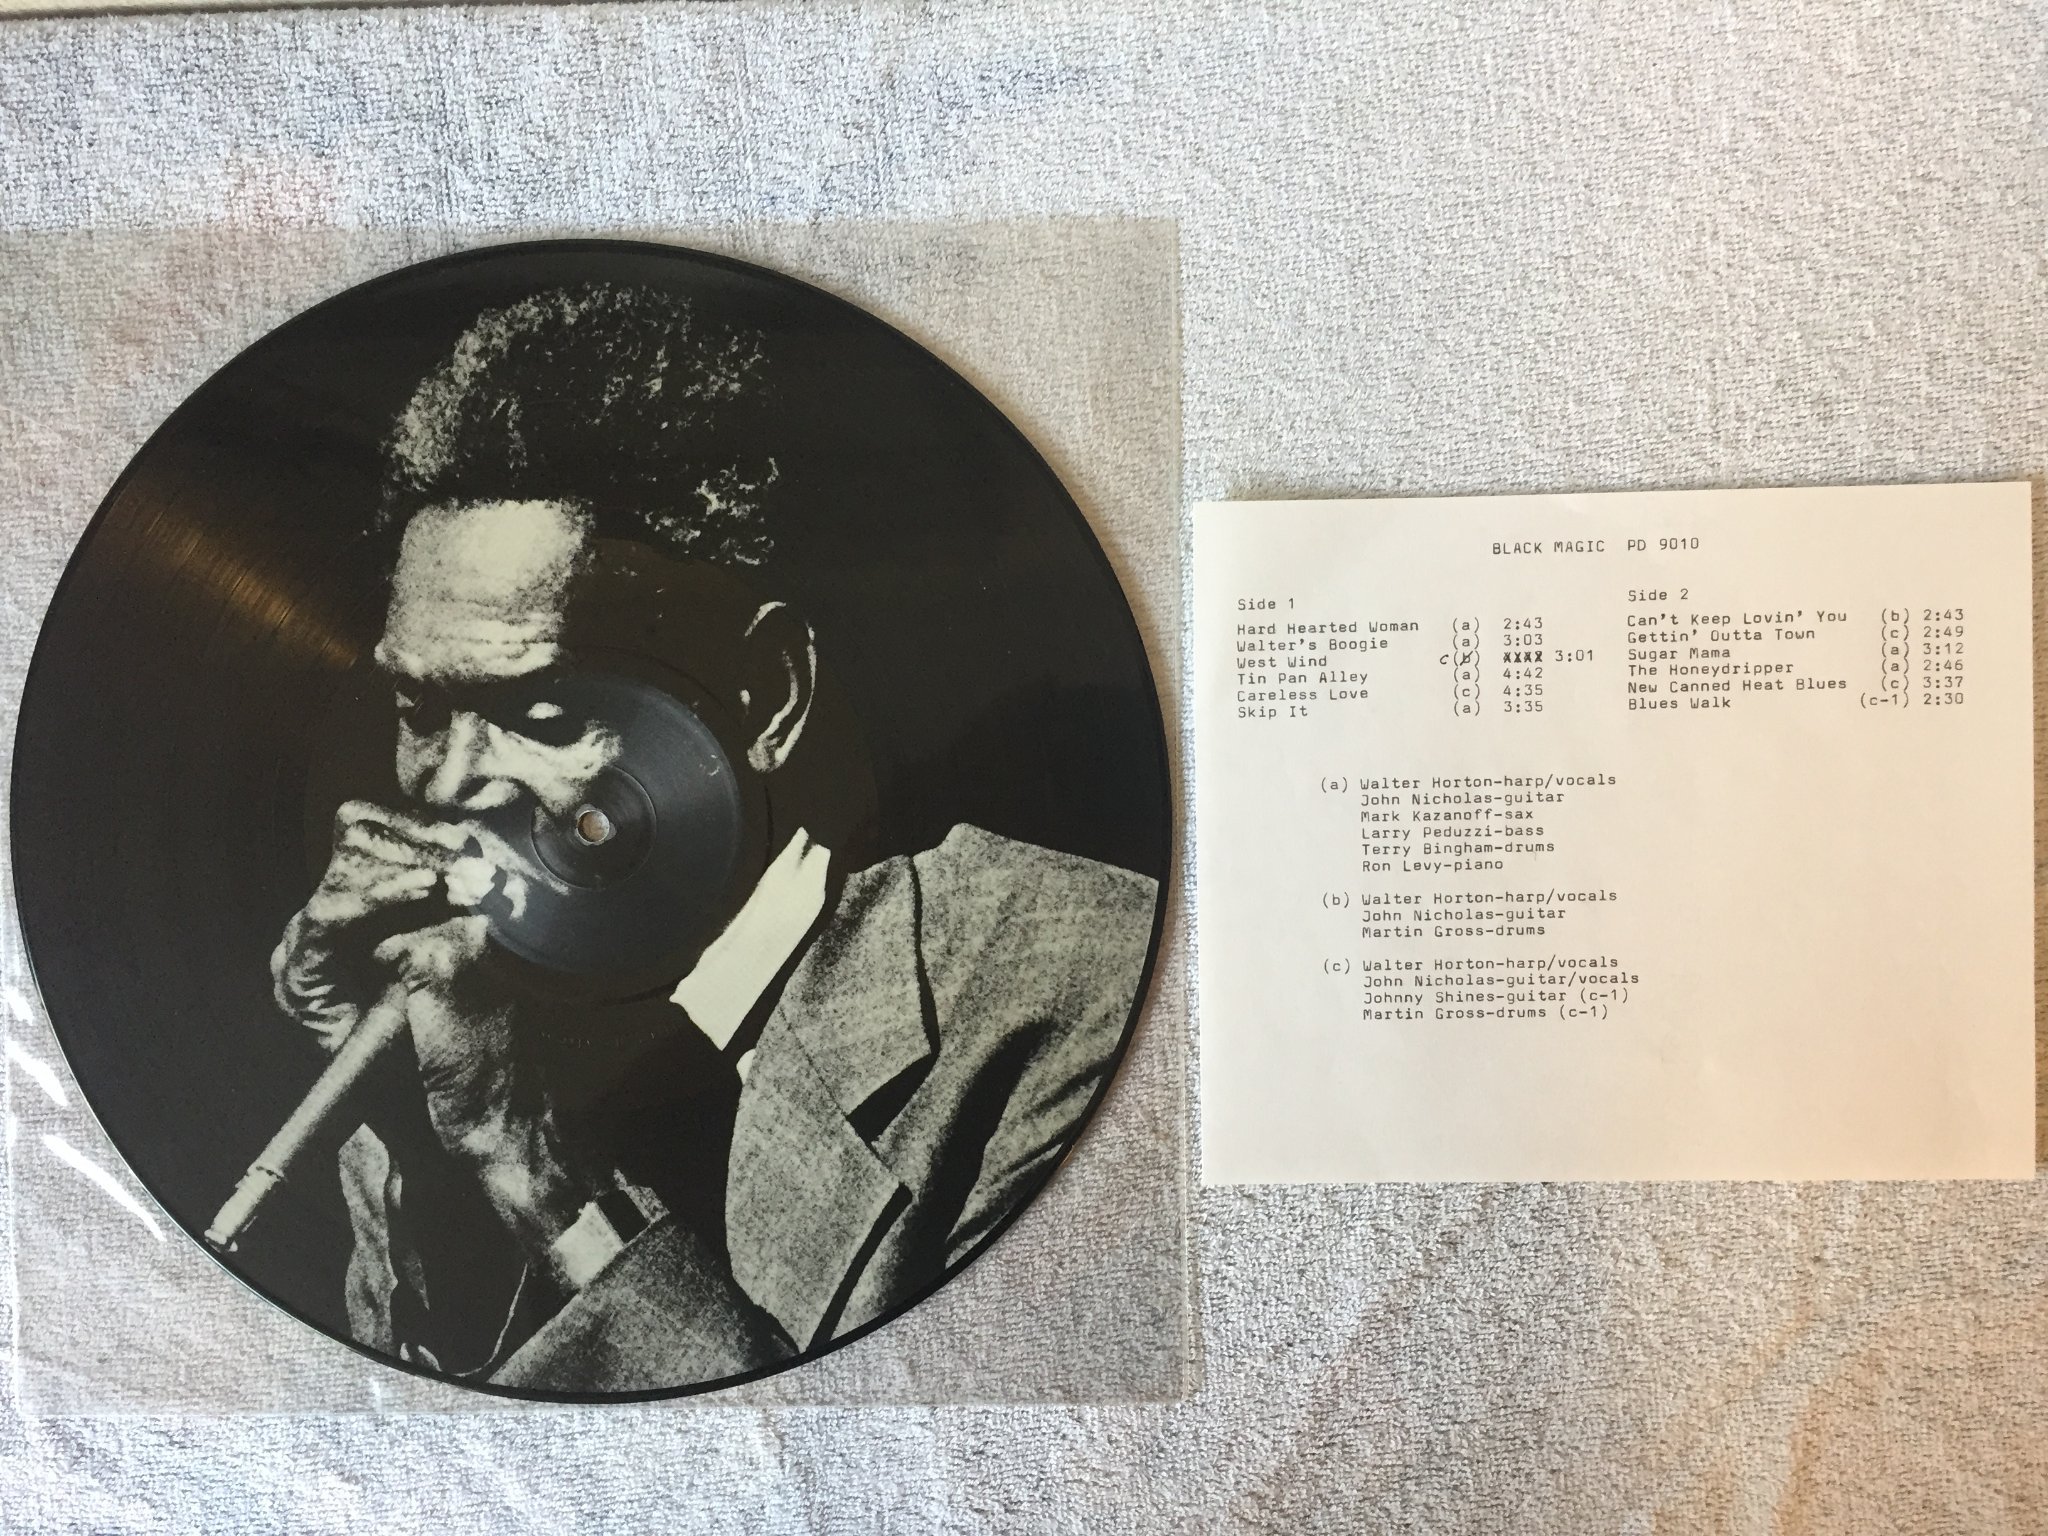 BLACK MAGIC PD 9010
Side 1
Hard Hearted Woman (a) 2:43
Walter's Boogie (a) 3:03
West Wind c(b) xxxx 3:01
Tin Pan Alley (a) 4:42
Careless Love (c) 4:35
Skip It (a) 3:35
Side 2
Can't Keep Lovin' You (b) 2:43
Gettin' Outta Town (c) 2:49
Sugar Mama (a) 3:12
The Honeydripper (a) 2:46
New Canned Heat Blues (c) 3:37
Blues Walk (c-1) 2:30
(a) Walter Horton-harp/vocals
John Nicholas-guitar
Mark Kazanoff-sax
Larry Peduzzi-bass
Terry Bingham-drums
Ron Levy-piano
(b) Walter Horton-harp/vocals
John Nicholas-guitar
Martin Gross-drums
(c) Walter Horton-harp/vocals
John Nicholas-guitar/vocals
Johnny Shines-guitar (c-1)
Martin Gross-drums (c-1)